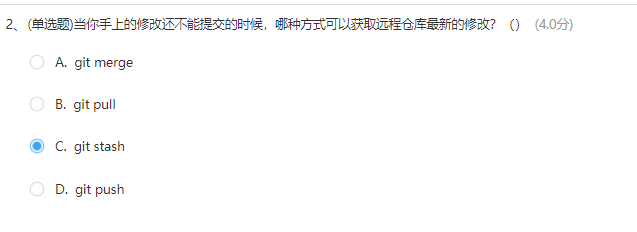 2、(单选题)当你手上的修改还不能提交的时候，哪种方式可以获取远程仓库最新的修改？（） (4.0分)
A. git merge
B. git pull
C. git stash
D. git push